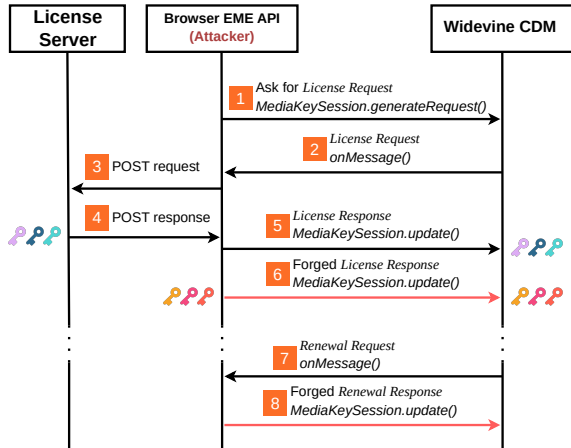 License
Server
Browser EME API
(Attacker)
Widevine CDM
1
Ask for License Request
MediaKeySession.generateRequest()
2
License Request
onMessage()
3
POST request
4
POST response
5
License Response
MediaKeySession.update()
6
Forged License Response
MediaKeySession.update()
7
Renewal Request
onMessage()
8
Forged Renewal Response
MediaKeySession.update()